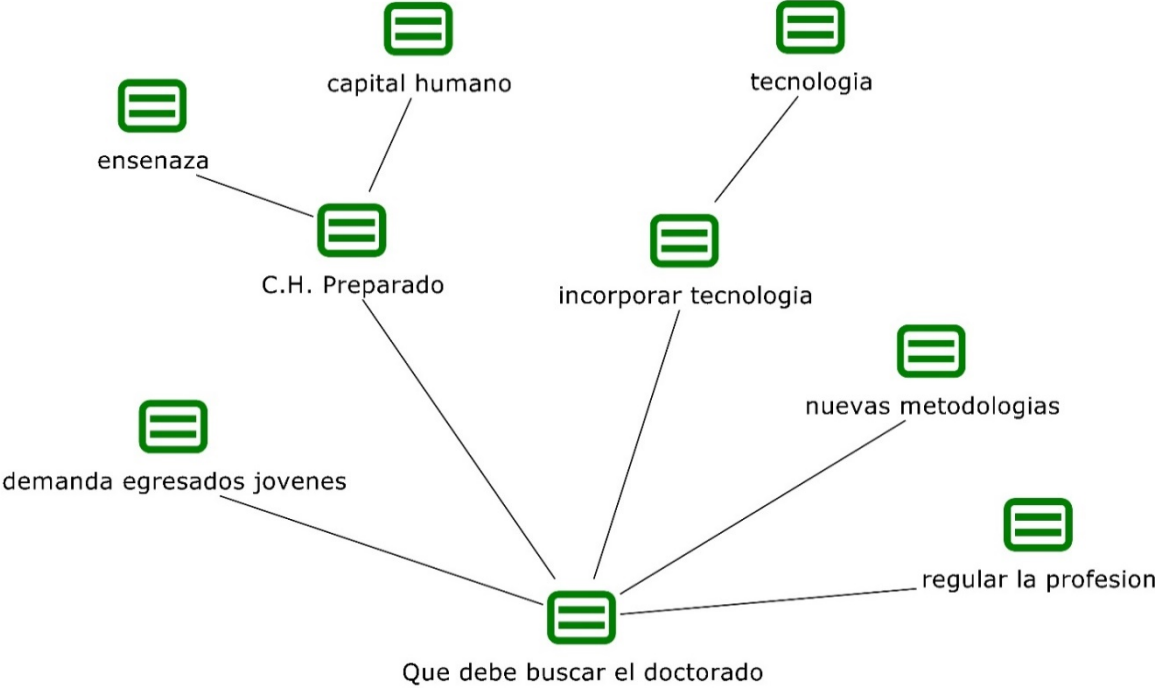 capital humano
tecnologia
ensenaza
C.H. Preparado
incorporar tecnologia
nuevas metodologias
demanda egresados jovenes
regular la profesion
Que debe buscar el doctorado